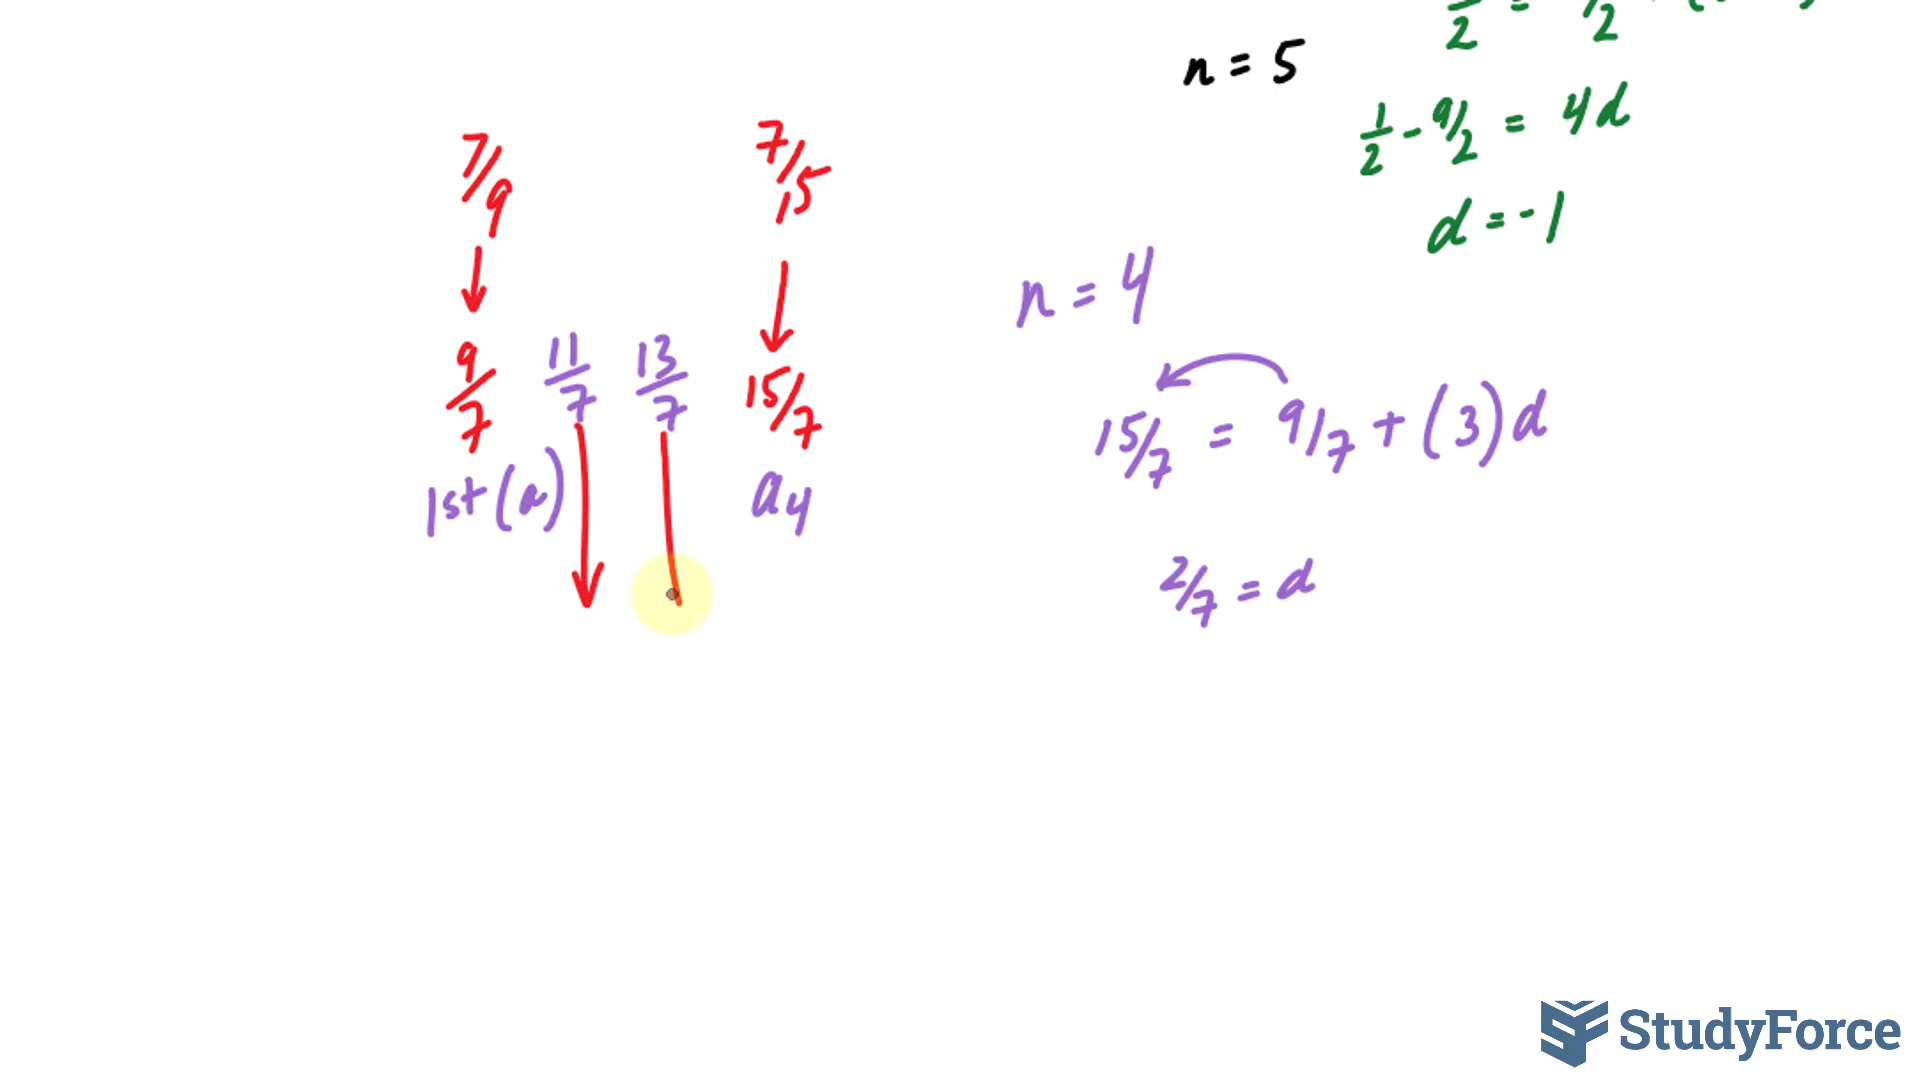 n = 5
1/2 - 9/2 = 4d
d = -1
7/9 7/15
n = 4
9/7 11/7 13/7 15/7
15/7 = 9/7 + (3)d
1st (a) a4
2/7 = d
StudyForce